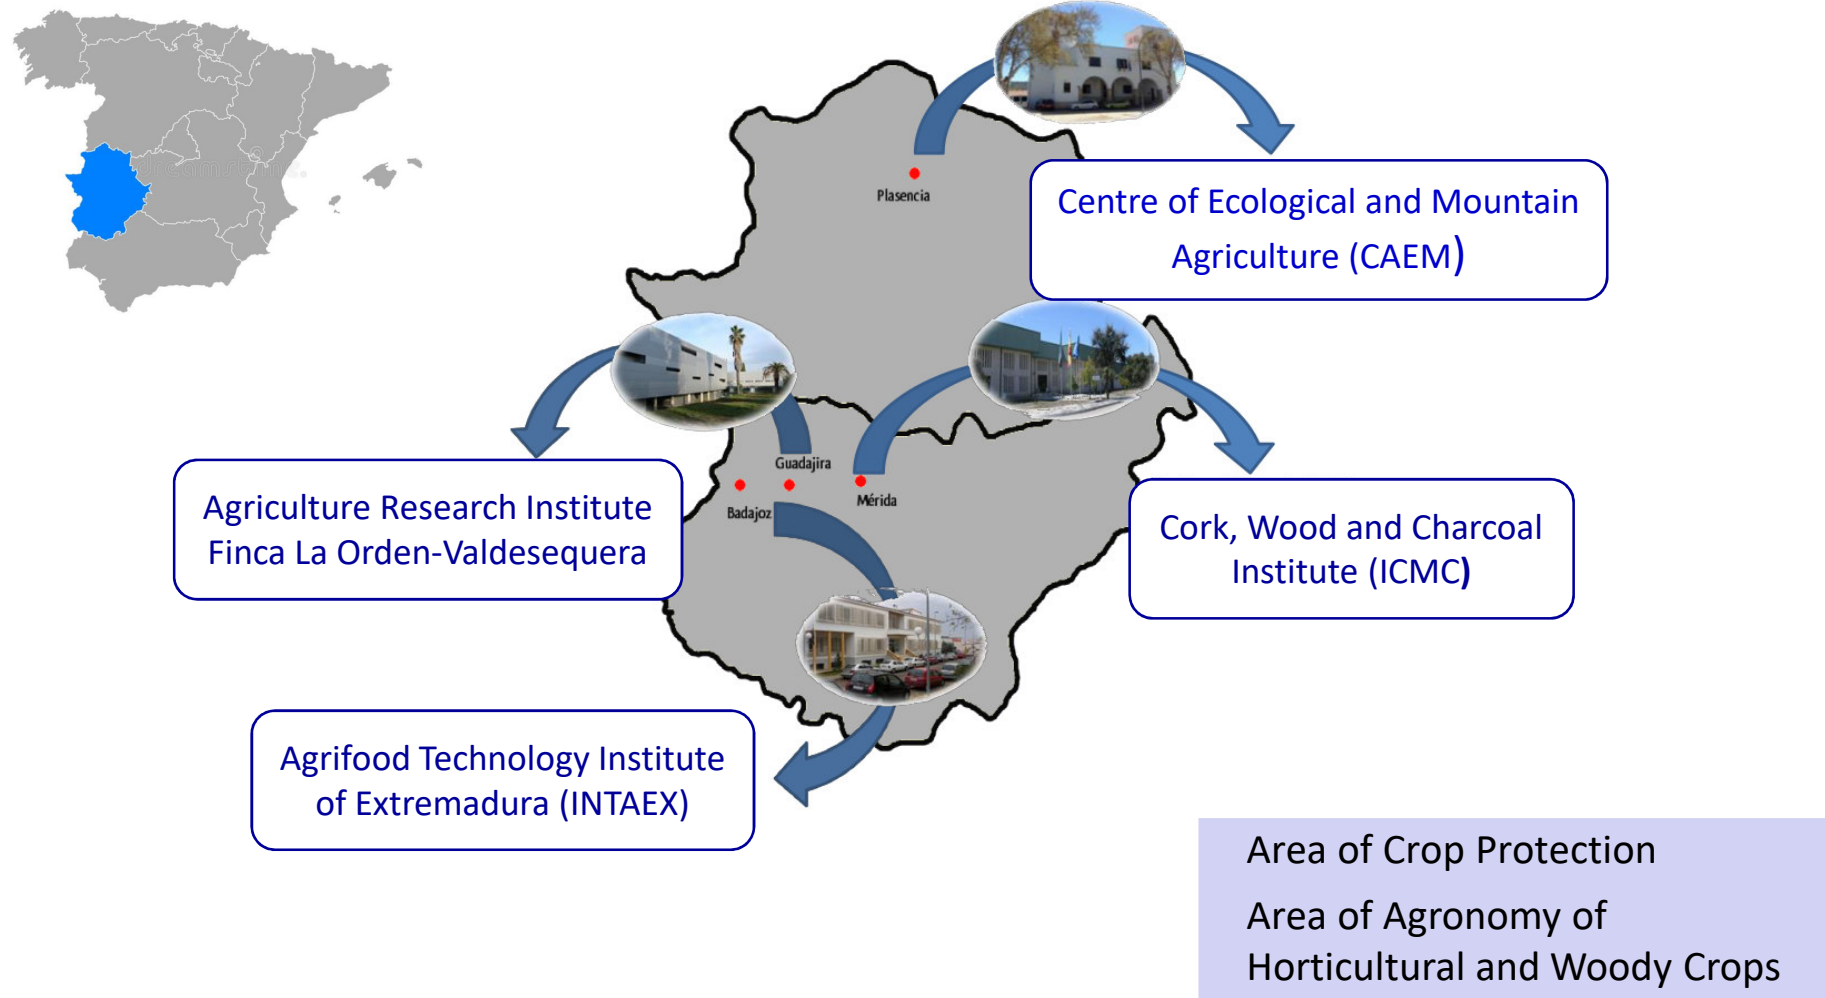 Plasencia
Centre of Ecological and Mountain
Agriculture (CAEM)
Guadajira
Badajoz
Mérida
Agriculture Research Institute
Finca La Orden-Valdesequera
Cork, Wood and Charcoal
Institute (ICMC)
Agrifood Technology Institute
of Extremadura (INTAEX)
Area of Crop Protection
Area of Agronomy of
Horticultural and Woody Crops